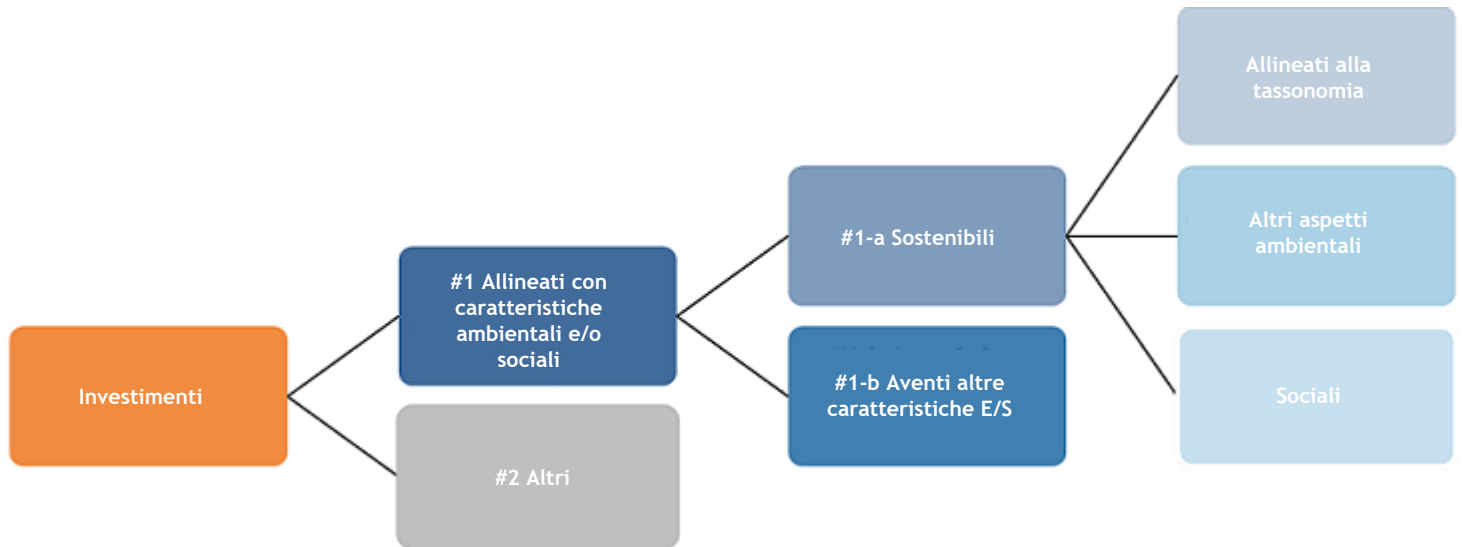 Investimenti
#1 Allineati con
caratteristiche
ambientali e/o
sociali
#2 Altri
#1-a Sostenibili
#1-b Aventi altre
caratteristiche E/S
Allineati alla
tassonomia
Altri aspetti
ambientali
Sociali